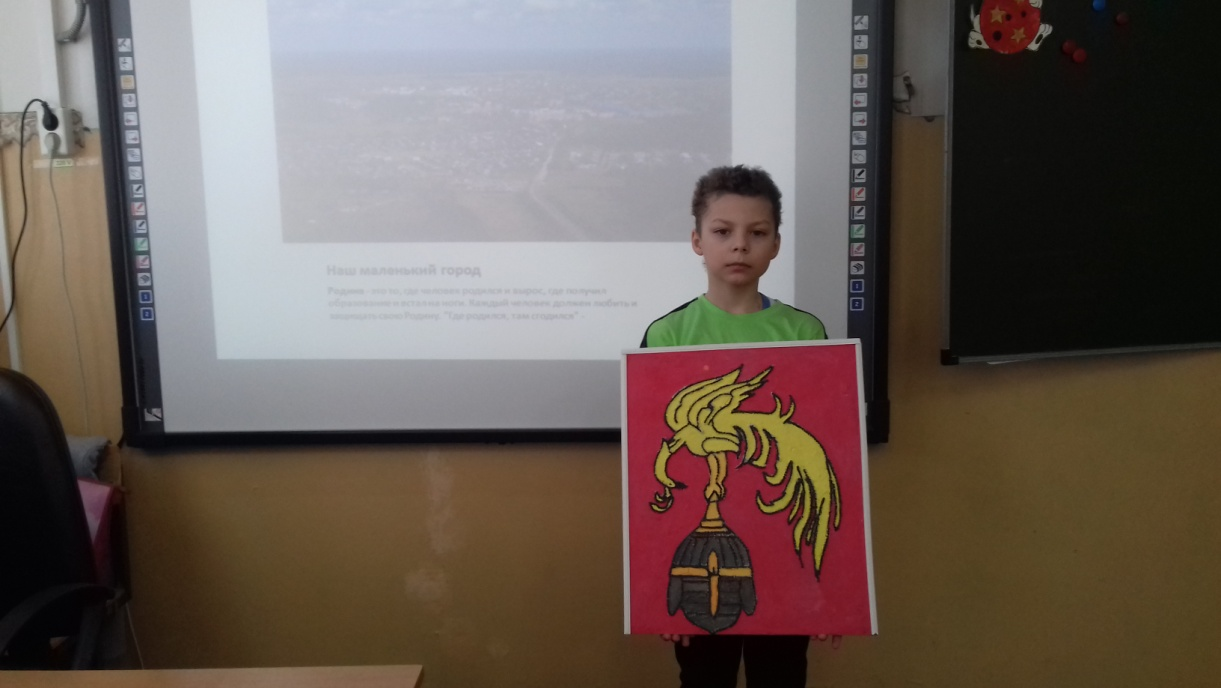 Наш маленький город
Родина - это то, где человек родился и вырос, где получил
образование и встал на ноги. Каждый человек должен любить и
защищать свою Родину. "Где родился, там сгодился" -